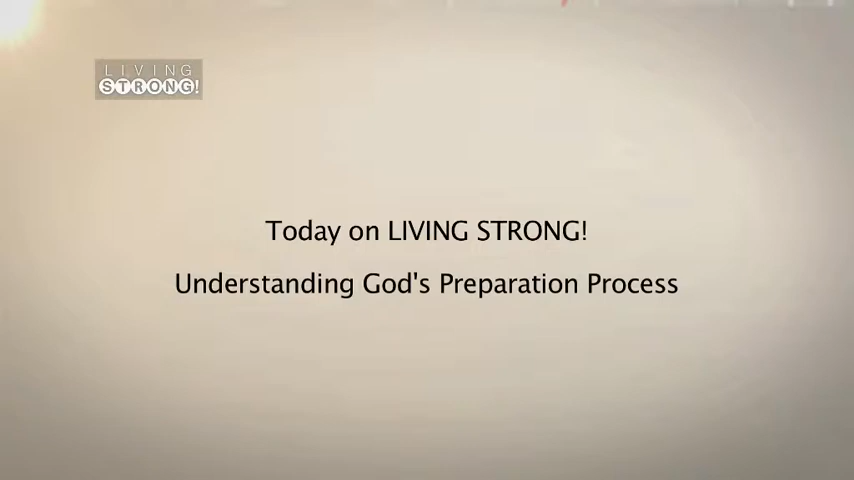 LIVING
STRONG!
Today on LIVING STRONG!
Understanding God's Preparation Process